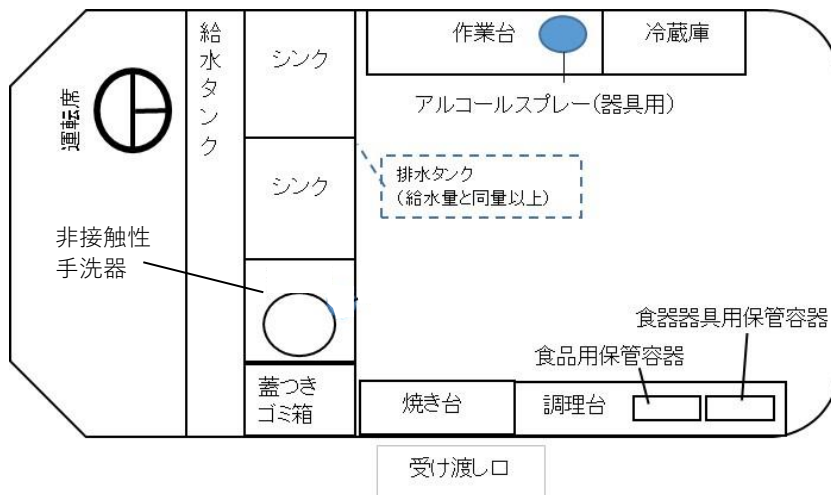 運転席
給水タンク
シンク
シンク
非接触性
手洗器
蓋つき
ゴミ箱
作業台
冷蔵庫
アルコールスプレー(器具用)
排水タンク
(給水量と同量以上)
食器器具用保管容器
食品用保管容器
焼き台
調理台
受け渡し口